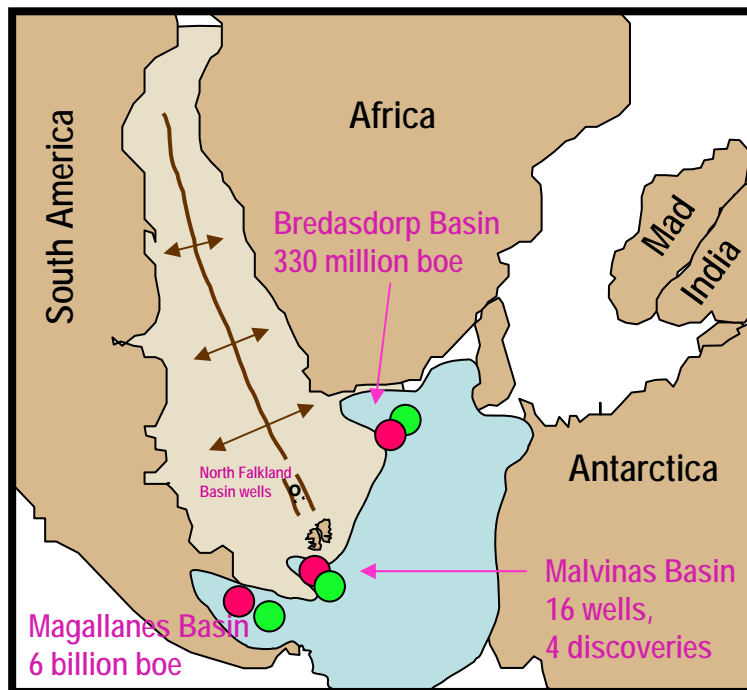 South America
Africa
Bredasdorp Basin
330 million boe
Mad
India
North Falkland
Basin wells
Antarctica
Malvinas Basin
16 wells,
4 discoveries
Magallanes Basin
6 billion boe